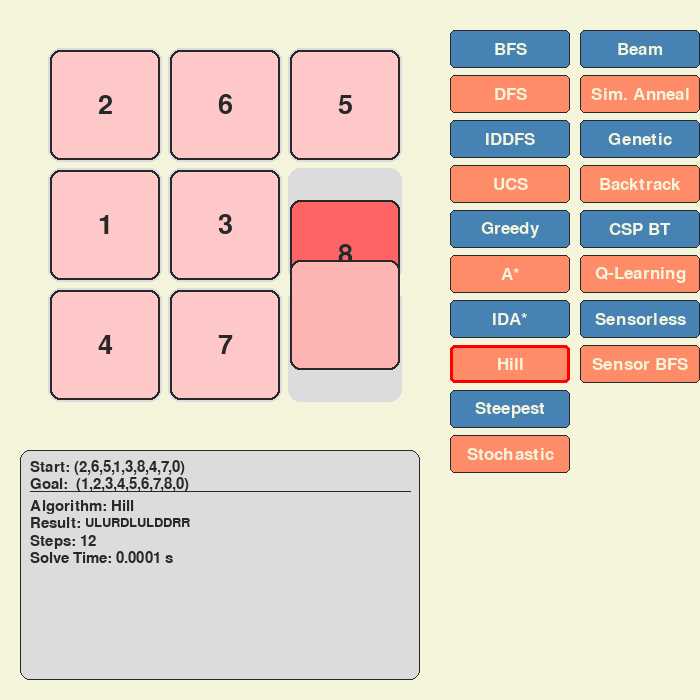 2 6 5
1 3 8
4 7
BFS Beam
DFS Sim. Anneal
IDDFS Genetic
UCS Backtrack
Greedy CSP BT
A* Q-Learning
IDA* Sensorless
Hill Sensor BFS
Steepest
Stochastic
Start: (2,6,5,1,3,8,4,7,0)
Goal: (1,2,3,4,5,6,7,8,0)
Algorithm: Hill
Result: ULURDLULDDRR
Steps: 12
Solve Time: 0.0001 s